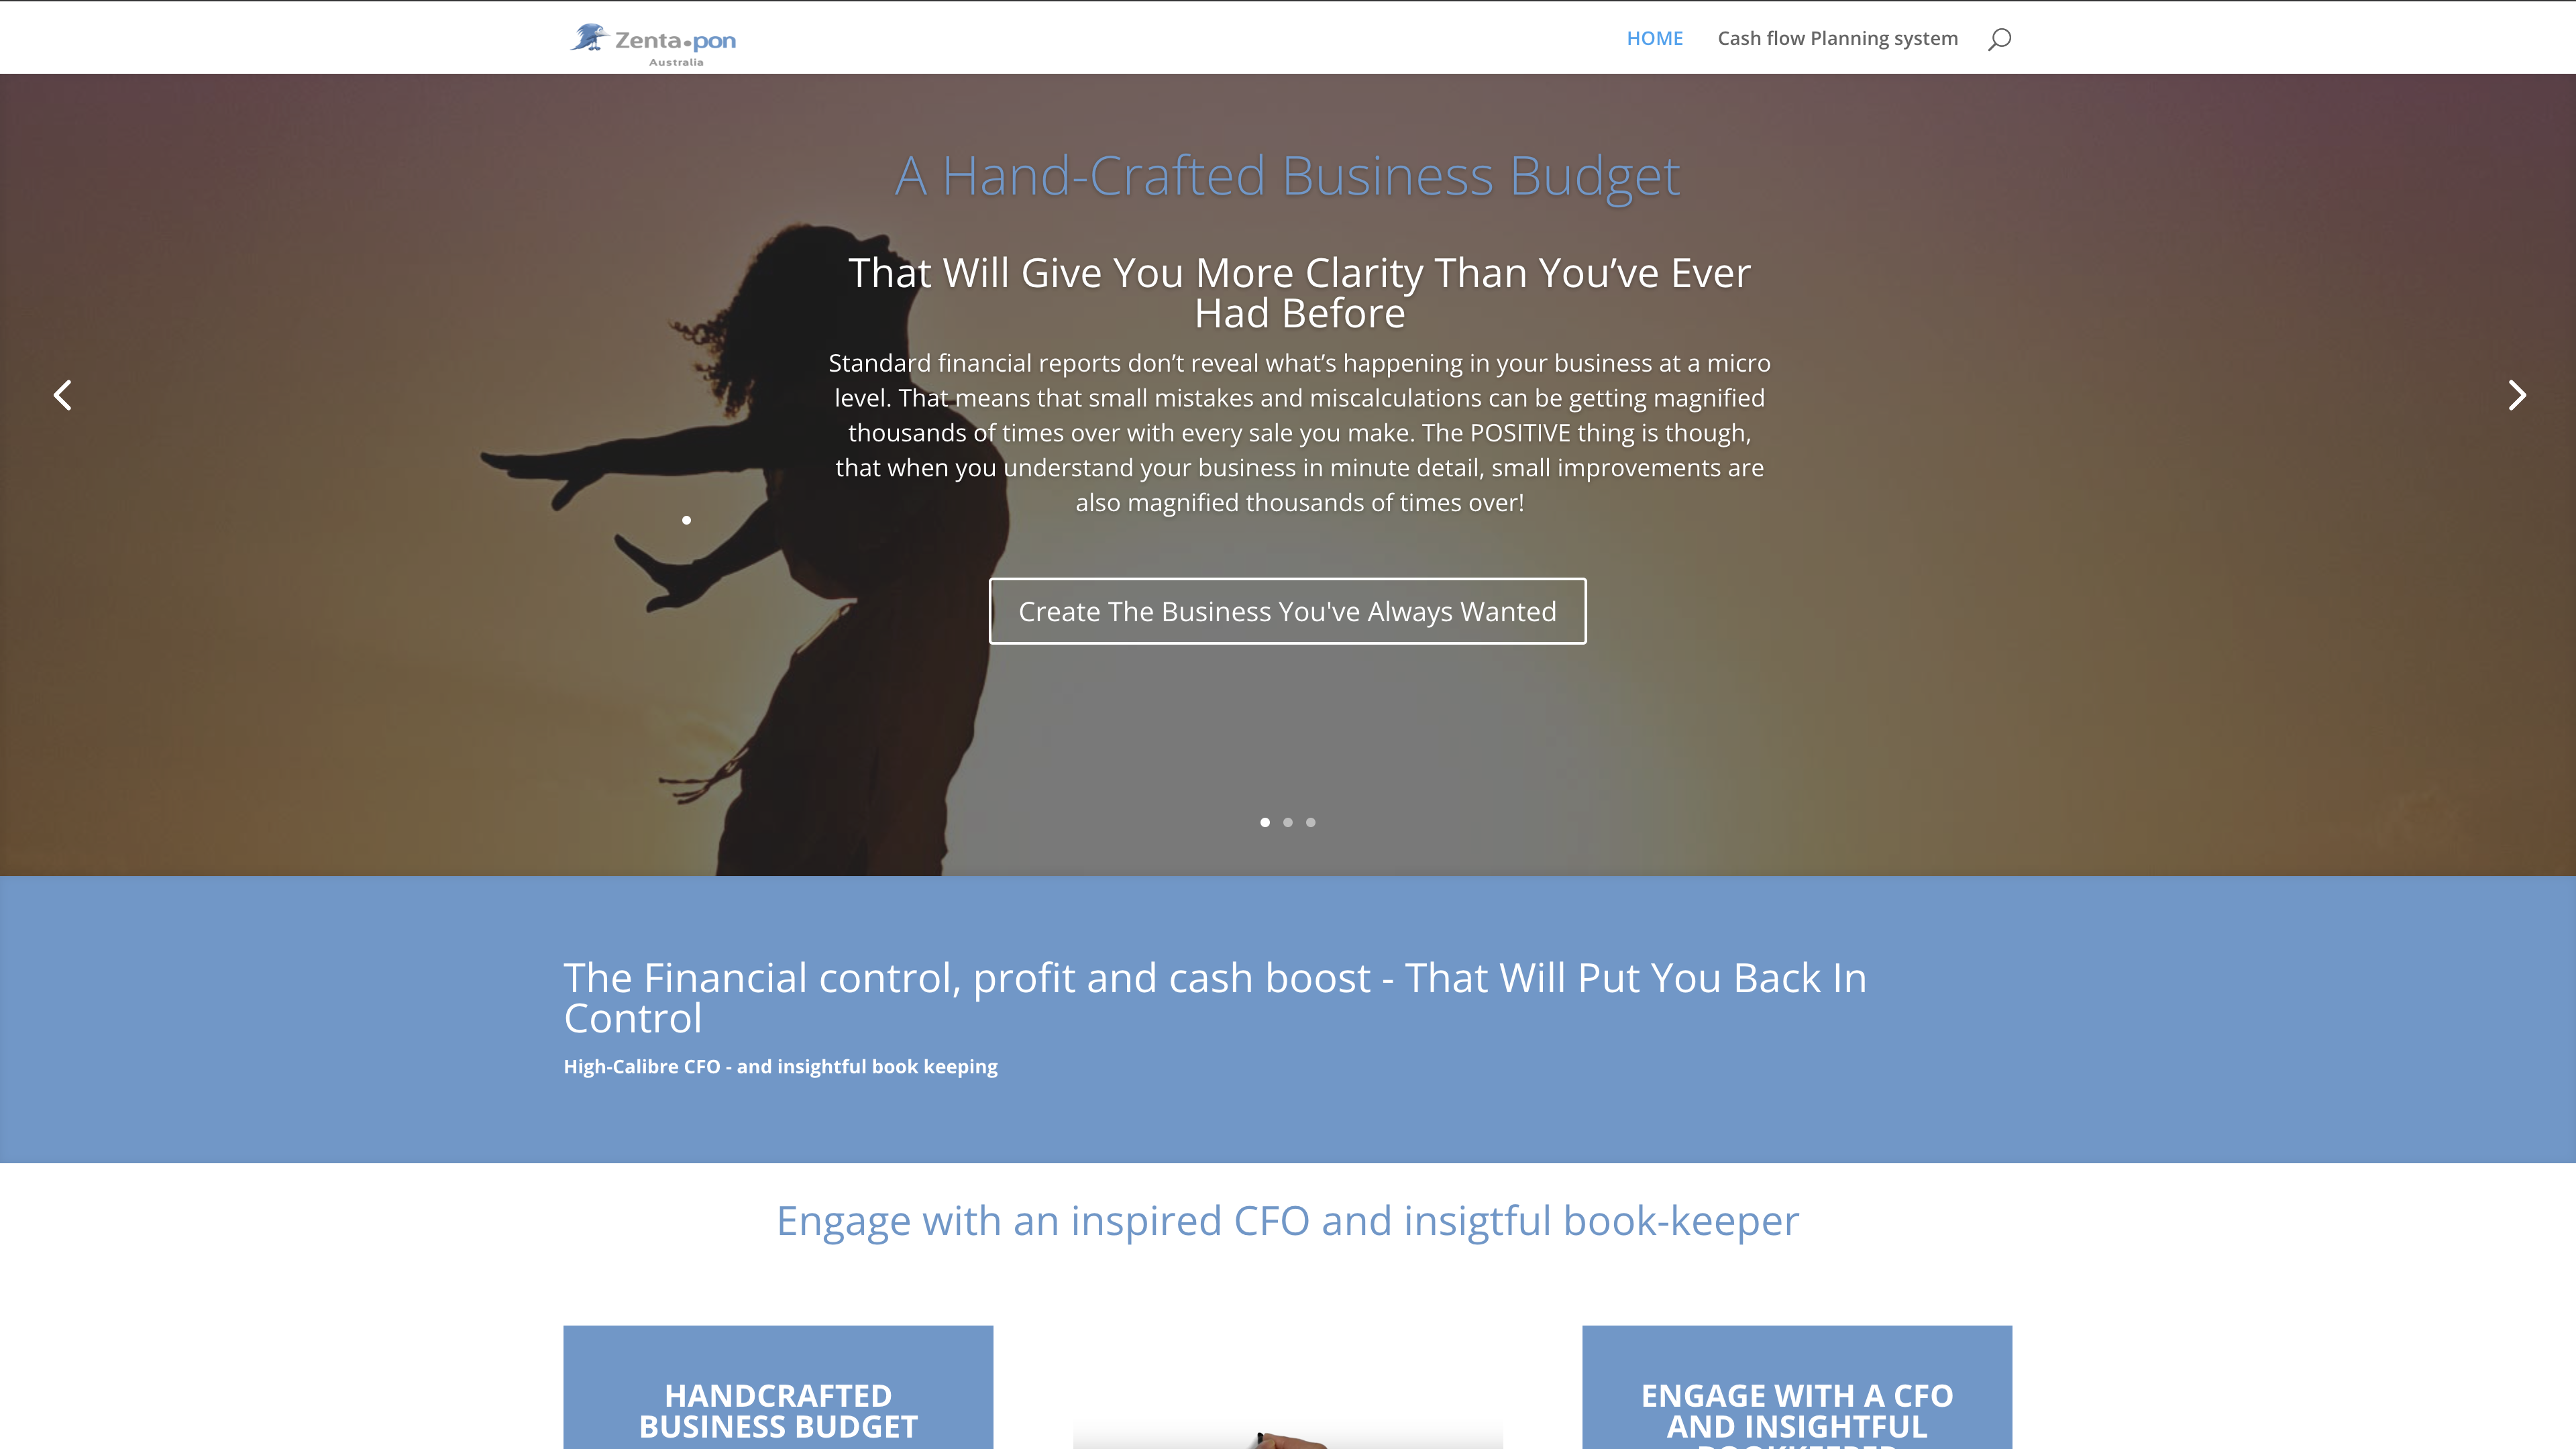 Zenta•pon
Australia
HOME
Cash flow Planning system
A Hand-Crafted Business Budget
That Will Give You More Clarity Than You’ve Ever
Had Before
Standard financial reports don’t reveal what’s happening in your business at a micro
level. That means that small mistakes and miscalculations can be getting magnified
thousands of times over with every sale you make. The POSITIVE thing is though,
that when you understand your business in minute detail, small improvements are
also magnified thousands of times over!
Create The Business You've Always Wanted
The Financial control, profit and cash boost - That Will Put You Back In
Control
High-Calibre CFO - and insightful book keeping
Engage with an inspired CFO and insigtful book-keeper
HANDCRAFTED
BUSINESS BUDGET
ENGAGE WITH A CFO
AND INSIGHTFUL